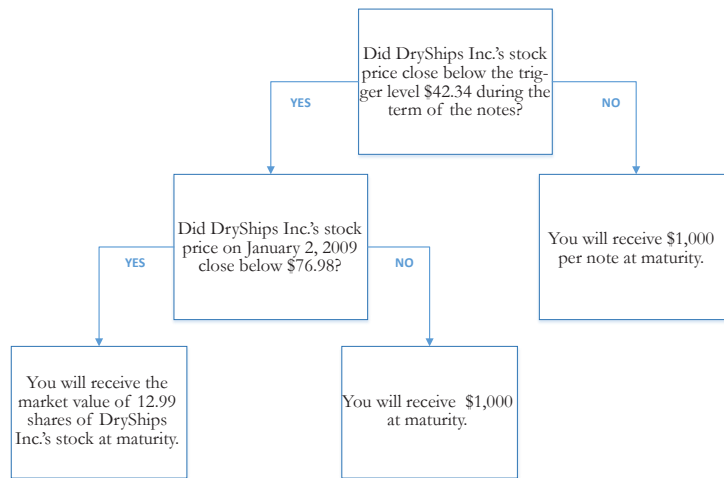 Did DryShips Inc.'s stock
price close below the trig-
ger level $42.34 during the
term of the notes?
YES
NO
Did DryShips Inc.'s stock
price on January 2, 2009
close below $76.98?
You will receive $1,000
per note at maturity.
YES
NO
You will receive the
market value of 12.99
shares of DryShips
Inc.'s stock at maturity.
You will receive $1,000
at maturity.